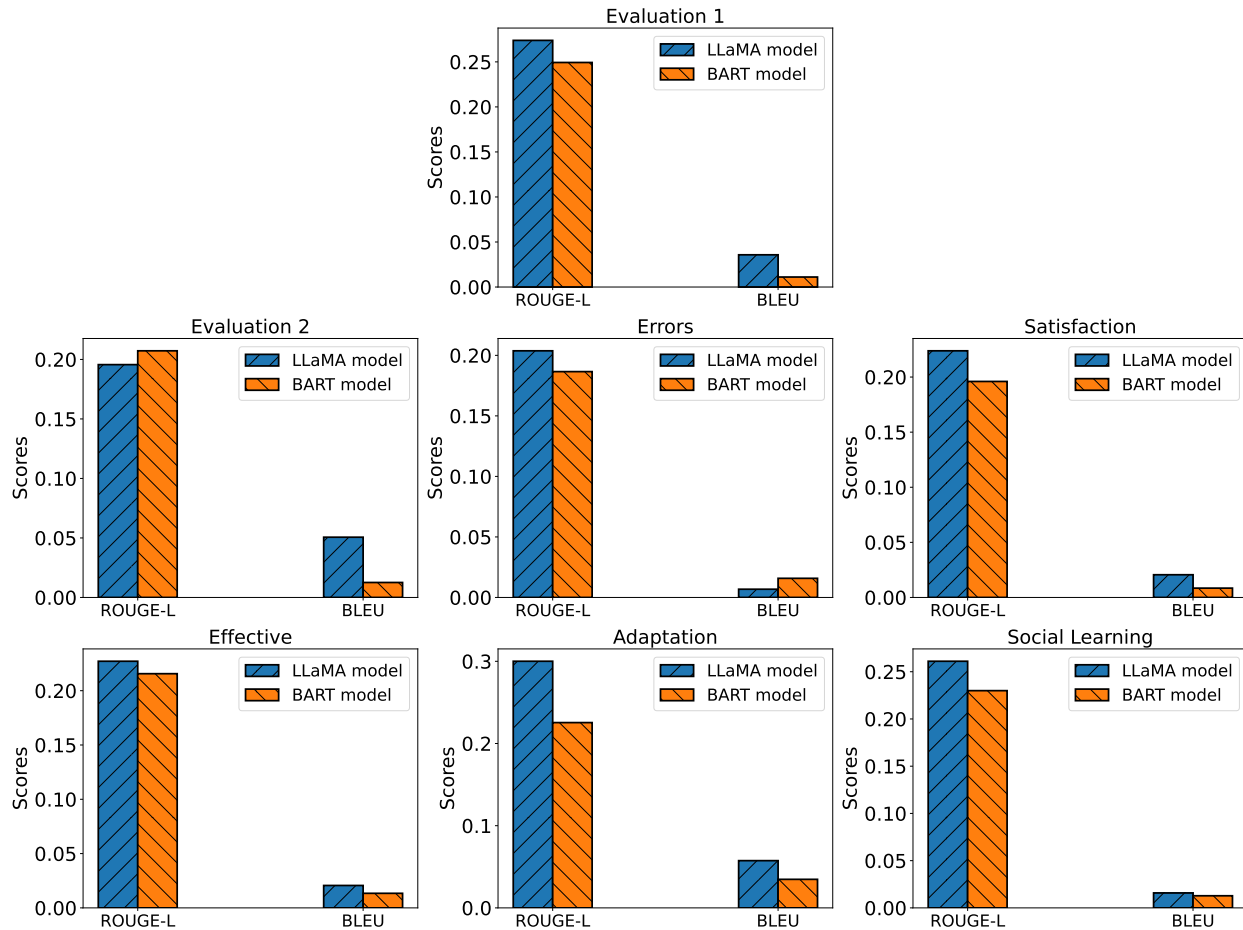 Evaluation 1
Scores
0.25
0.20
0.15
0.10
0.05
0.00
LLaMA model
BART model
ROUGE-L
BLEU
Evaluation 2
Scores
0.20
0.15
0.10
0.05
0.00
LLaMA model
BART model
ROUGE-L
BLEU
Errors
Scores
0.20
0.15
0.10
0.05
0.00
LLaMA model
BART model
ROUGE-L
BLEU
Satisfaction
Scores
0.20
0.15
0.10
0.05
0.00
LLaMA model
BART model
ROUGE-L
BLEU
Effective
Scores
0.20
0.15
0.10
0.05
0.00
LLaMA model
BART model
ROUGE-L
BLEU
Adaptation
Scores
0.3
0.2
0.1
0.0
LLaMA model
BART model
ROUGE-L
BLEU
Social Learning
Scores
0.25
0.20
0.15
0.10
0.05
0.00
LLaMA model
BART model
ROUGE-L
BLEU